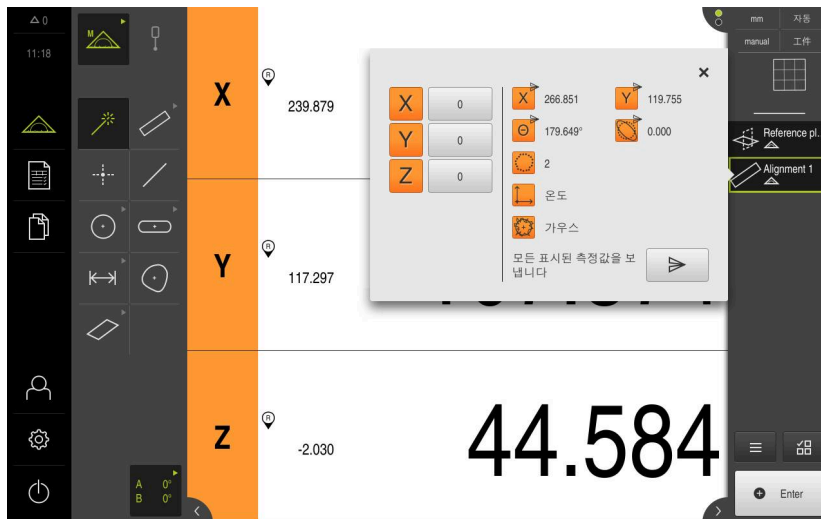 0
11:18
M
A 0°
B 0°
X
R
239.879
Y
R
117.297
Z
R
-2.030
44.584
X 0
Y 0
Z 0
X 266.851
Y 119.755
Θ 179.649°
0.000
2
온도
가우스
모든 표시된 측정값을 보
냅니다
mm 자동
manual 工件
Reference pl.
Alignment 1
Enter